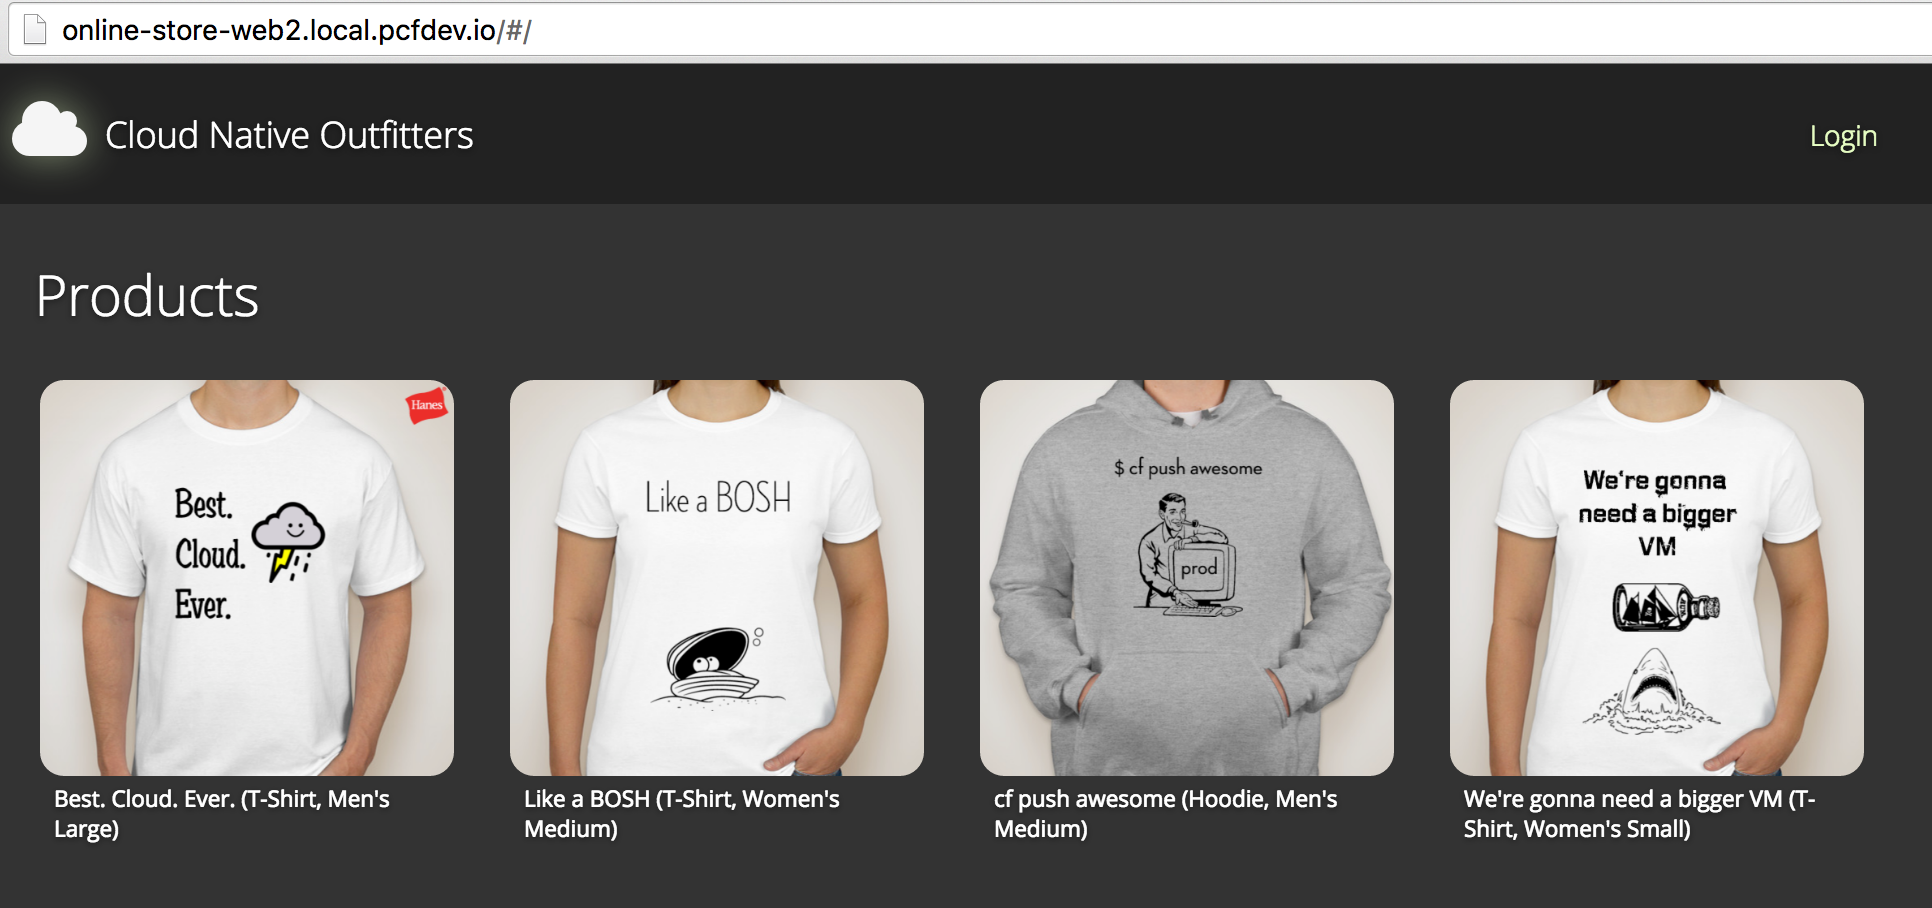 online-store-web2.local.pcfdev.io/#/
Cloud Native Outfitters
Login
Products
Hanes
Best.
Cloud.
Ever.
Like a BOSH
$ cf push awesome
prod
We're gonna
need a bigger
VM
Best. Cloud. Ever. (T-Shirt, Men's
Large)
Like a BOSH (T-Shirt, Women's
Medium)
cf push awesome (Hoodie, Men's
Medium)
We're gonna need a bigger VM (T-
Shirt, Women's Small)